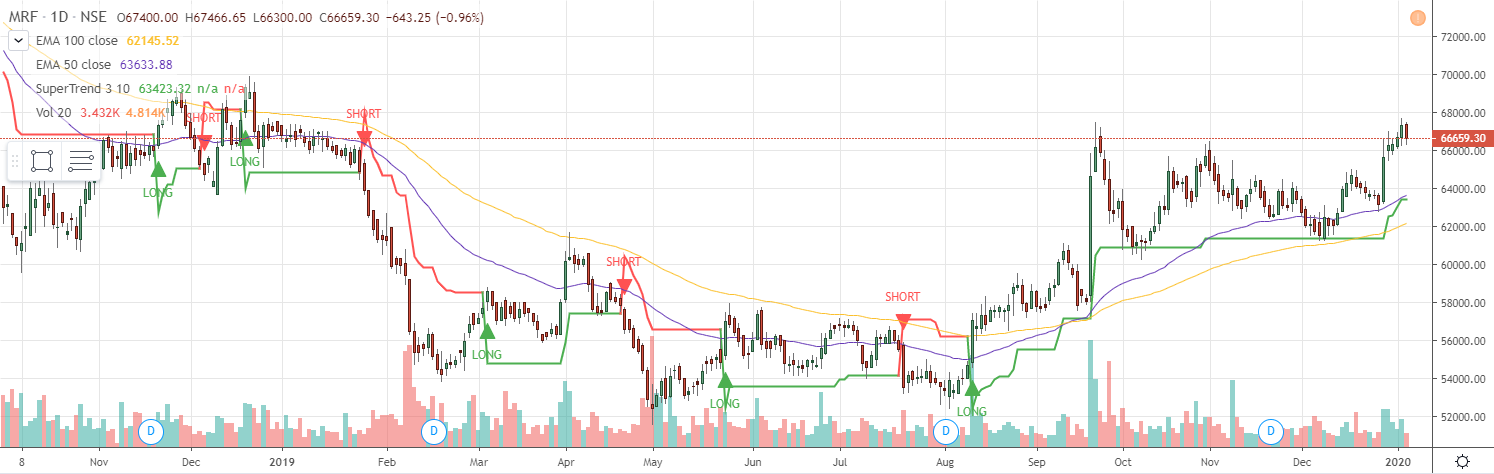 MRF · 1D · NSE O67400.00 H67466.65 L66300.00 C66659.30 −643.25 (−0.96%)
EMA 100 close 62145.52
EMA 50 close 63633.88
SuperTrend 3 10 63423.32 n/a n/a
Vol 20 3.432K 4.814K
SHORT
SHORT
LONG
LONG
SHORT
SHORT
LONG
LONG
LONG
72000.00
70000.00
68000.00
66659.30
66000.00
64000.00
62000.00
60000.00
58000.00
56000.00
54000.00
52000.00
D
D
D
D
8 Nov Dec 2019 Feb Mar Apr May Jun Jul Aug Sep Oct Nov Dec 2020